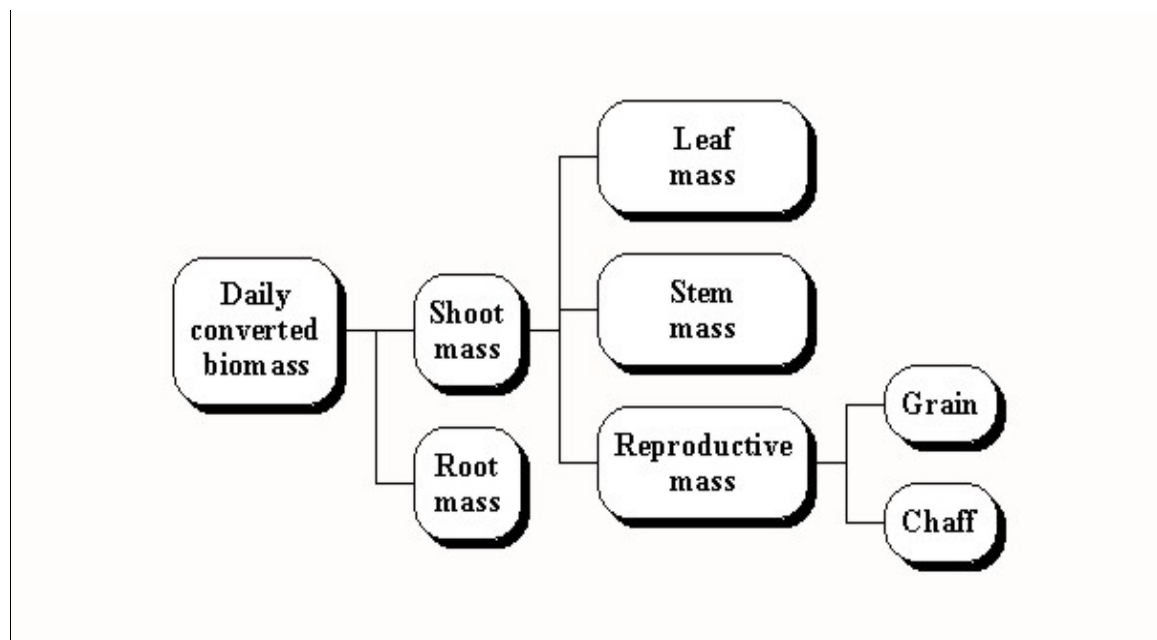 Daily
converted
biomass
Shoot
mass
Root
mass
Leaf
mass
Stem
mass
Reproductive
mass
Grain
Chaff